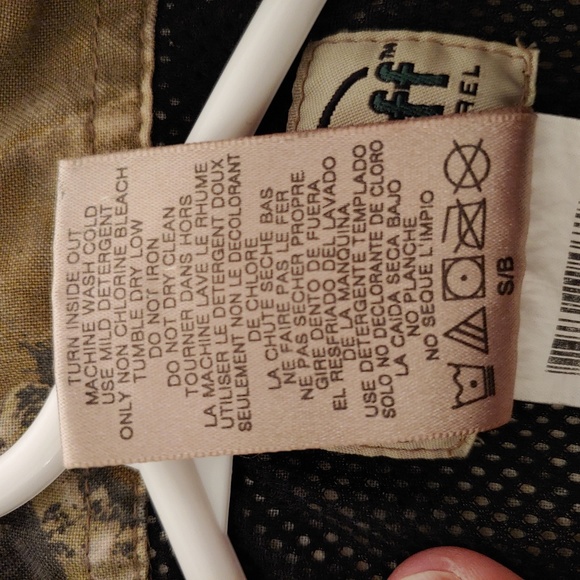 ff™
REL
TURN INSIDE OUT
MACHINE WASH COLD
USE MILD DETERGENT
ONLY NON CHLORINE BLEACH
TUMBLE DRY LOW
DO NOT IRON
DO NOT DRY CLEAN
TOURNER DANS HORS
LA MACHINE LAVE LE RHUME
UTILISER LE DETERGENT DOUX
SEULEMENT NON LE DECOLORANT
DE CHLORE
LA CHUTE SECHE BAS
NE FAIRE PAS LE FER
NE PAS SECHER PROPRE
GIRE DENTO DE FUERA
EL RESFRIADO DEL LAVADO
DE LA MANQUINA
USE DETERGENTE TEMPLADO
SOLO NO DECLORANTE DE CLORO
LA CAIDA SECA BAJO
NO PLANCHE
NO SEQUE L'IMPIO
S/B